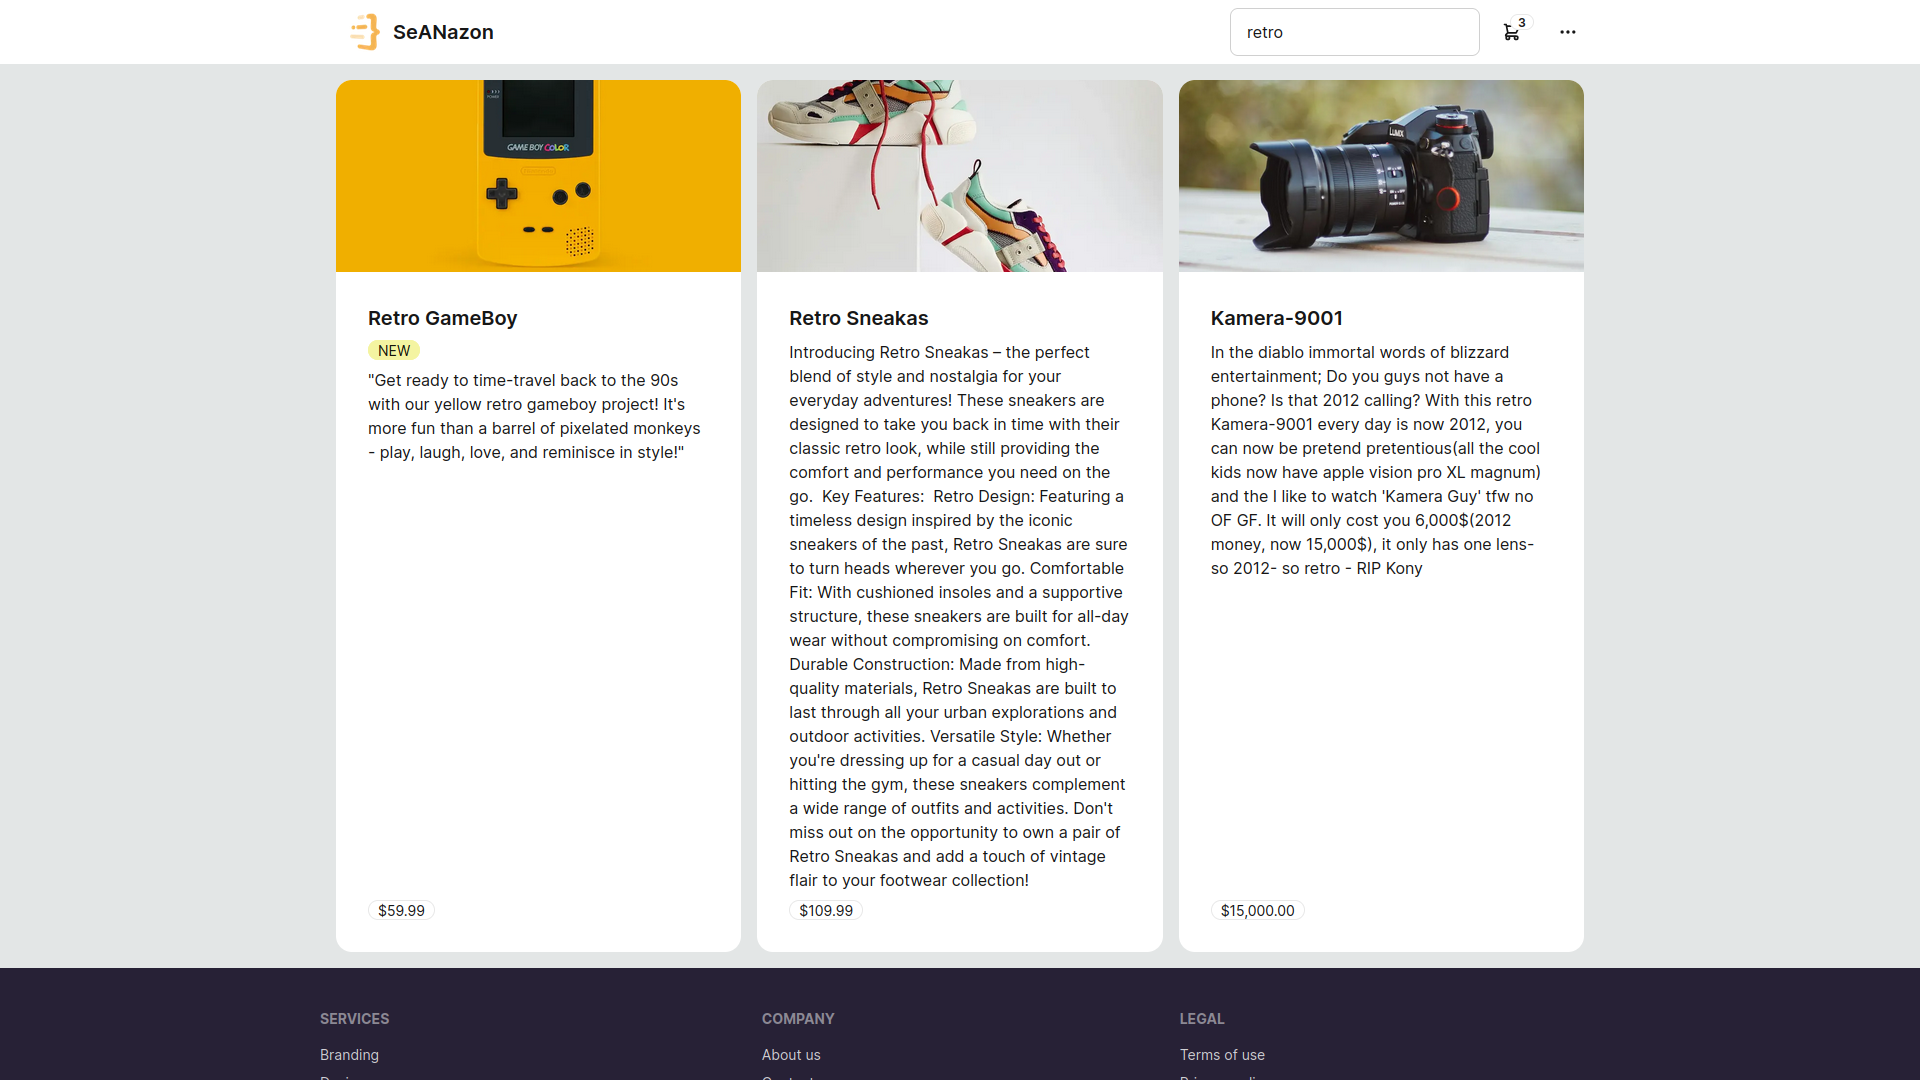 SeANazon
retro
3
GAME BOY COLOR
LUMIX
Retro GameBoy
NEW
"Get ready to time-travel back to the 90s
with our yellow retro gameboy project! It's
more fun than a barrel of pixelated monkeys
- play, laugh, love, and reminisce in style!"
$59.99
Retro Sneakas
Introducing Retro Sneakas – the perfect
blend of style and nostalgia for your
everyday adventures! These sneakers are
designed to take you back in time with their
classic retro look, while still providing the
comfort and performance you need on the
go.  Key Features:  Retro Design: Featuring a
timeless design inspired by the iconic
sneakers of the past, Retro Sneakas are sure
to turn heads wherever you go. Comfortable
Fit: With cushioned insoles and a supportive
structure, these sneakers are built for all-day
wear without compromising on comfort.
Durable Construction: Made from high-
quality materials, Retro Sneakas are built to
last through all your urban explorations and
outdoor activities. Versatile Style: Whether
you're dressing up for a casual day out or
hitting the gym, these sneakers complement
a wide range of outfits and activities. Don't
miss out on the opportunity to own a pair of
Retro Sneakas and add a touch of vintage
flair to your footwear collection!
$109.99
Kamera-9001
In the diablo immortal words of blizzard
entertainment; Do you guys not have a
phone? Is that 2012 calling? With this retro
Kamera-9001 every day is now 2012, you
can now be pretend pretentious(all the cool
kids now have apple vision pro XL magnum)
and the I like to watch 'Kamera Guy' tfw no
OF GF. It will only cost you 6,000$(2012
money, now 15,000$), it only has one lens-
so 2012- so retro - RIP Kony
$15,000.00
SERVICES
Branding
COMPANY
About us
LEGAL
Terms of use